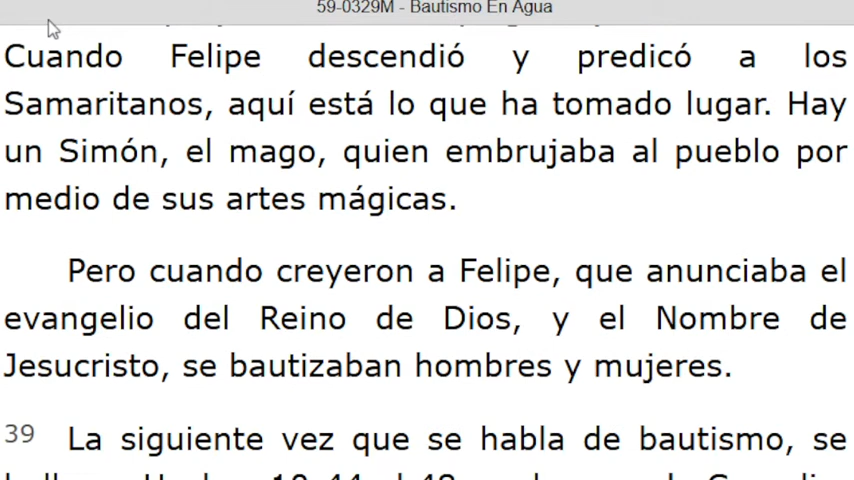 59-0329M - Bautismo En Agua
Cuando Felipe descendió y predicó a los
Samaritanos, aquí está lo que ha tomado lugar. Hay
un Simón, el mago, quien embrujaba al pueblo por
medio de sus artes mágicas.
Pero cuando creyeron a Felipe, que anunciaba el
evangelio del Reino de Dios, y el Nombre de
Jesucristo, se bautizaban hombres y mujeres.
39 La siguiente vez que se habla de bautismo, se